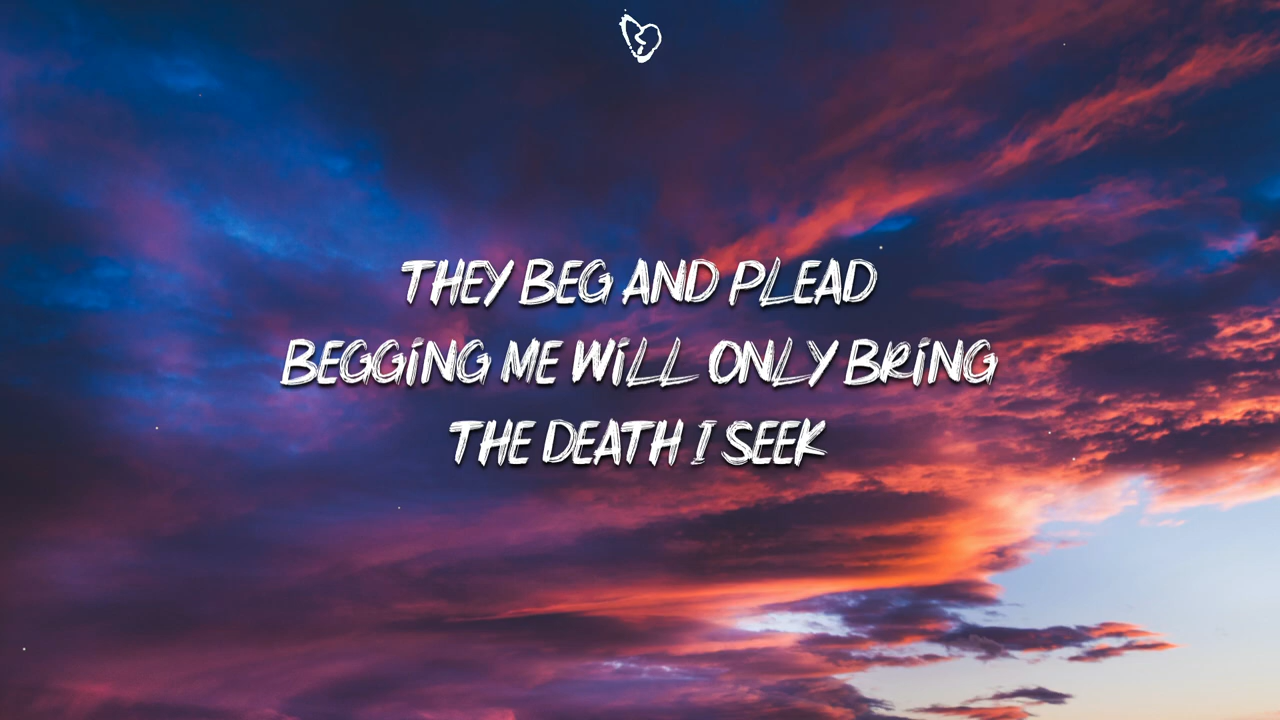 THEY BEG AND PLEAD
BEGGING ME WILL ONLY BRING
THE DEATH I SEEK